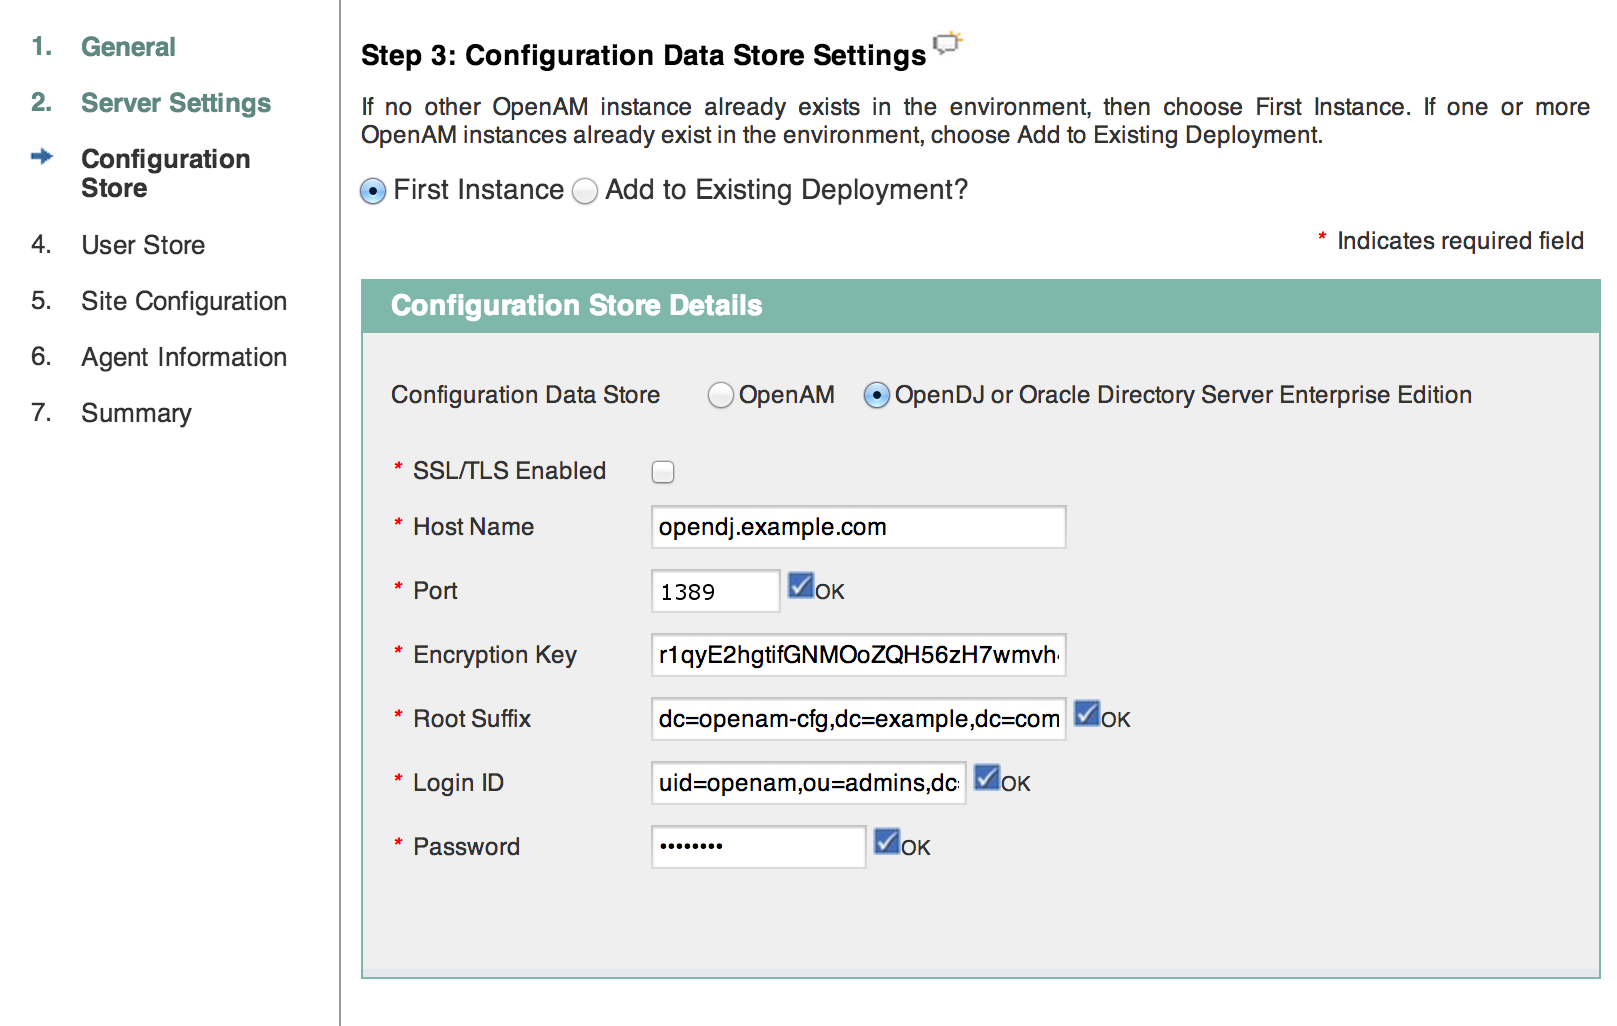 1. General
2. Server Settings
Configuration
Store
4. User Store
5. Site Configuration
6. Agent Information
7. Summary
Step 3: Configuration Data Store Settings
If no other OpenAM instance already exists in the environment, then choose First Instance. If one or more
OpenAM instances already exist in the environment, choose Add to Existing Deployment.
First Instance Add to Existing Deployment?
* Indicates required field
Configuration Store Details
Configuration Data Store OpenAM OpenDJ or Oracle Directory Server Enterprise Edition
* SSL/TLS Enabled
* Host Name opendj.example.com
* Port 1389 OK
* Encryption Key r1qyE2hgtifGNMOoZQH56zH7wmvh
* Root Suffix dc=openam-cfg,dc=example,dc=com OK
* Login ID uid=openam,ou=admins,dc= OK
* Password •••••••• OK